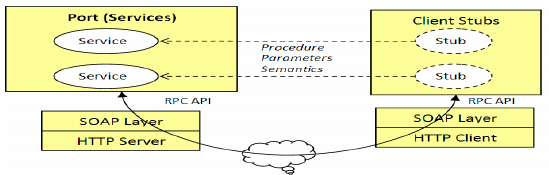 Port (Services)
Service
Service
RPC API
SOAP Layer
HTTP Server
Procedure
Parameters
Semantics
Client Stubs
Stub
Stub
RPC API
SOAP Layer
HTTP Client